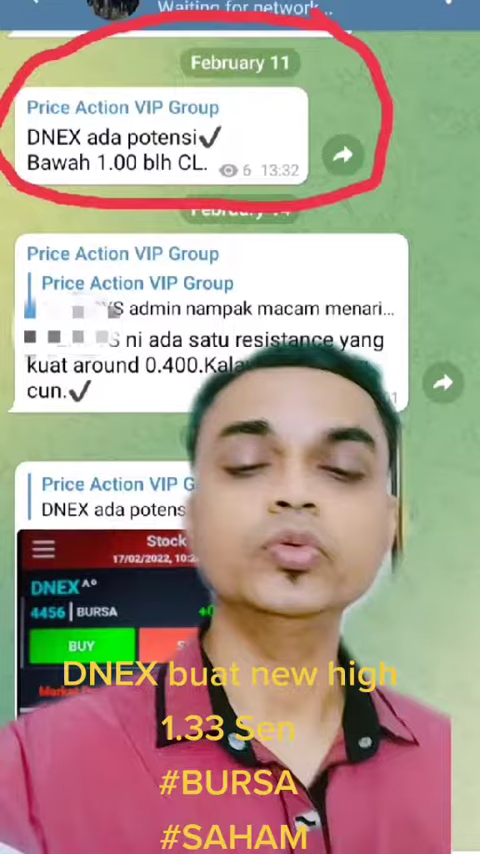 Waiting for network...
February 11
Price Action VIP Group
DNEX ada potensi✔
Bawah 1.00 blh CL.
6 13:32
February 14
Price Action VIP Group
Price Action VIP Group
admin nampak macam menari...
ni ada satu resistance yang
kuat around 0.400.
cun.✔
Price Action VIP G
DNEX ada potens
Stock
17/02/2022, 10:2
DNEX
4456 BURSA
BUY
DNEX buat new high
1.33 Sen
#BURSA
#SAHAM